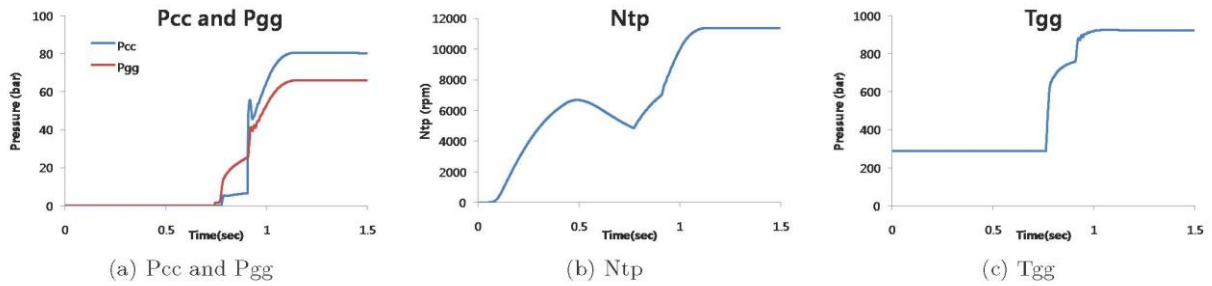 Pcc and Pgg
Pressure (bar)
100
80
60
40
20
0
Pcc
Pgg
0
0.5
1
1.5
Time(sec)
(a) Pcc and Pgg
Ntp
Ntp (rpm)
12000
10000
8000
6000
4000
2000
0
0
0.5
1
1.5
Time(sec)
(b) Ntp
Tgg
Pressure (bar)
1000
800
600
400
200
0
0
0.5
1
1.5
Time(sec)
(c) Tgg